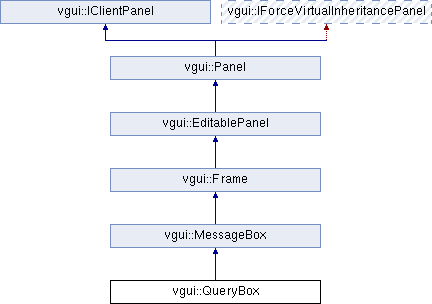 vgui::IClientPanel
vgui::IForceVirtualInheritancePanel
vgui::Panel
vgui::EditablePanel
vgui::Frame
vgui::MessageBox
vgui::QueryBox